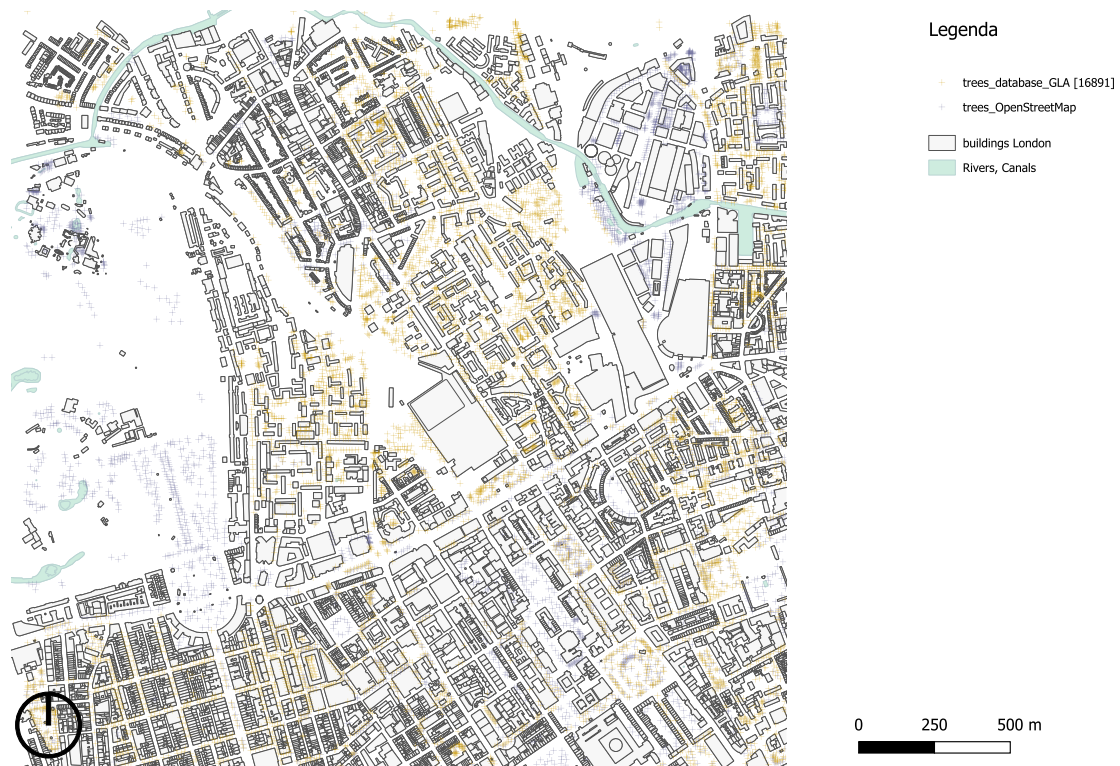 Legenda
trees_database_GLA [16891]
trees_OpenStreetMap
buildings London
Rivers, Canals
0 250 500 m